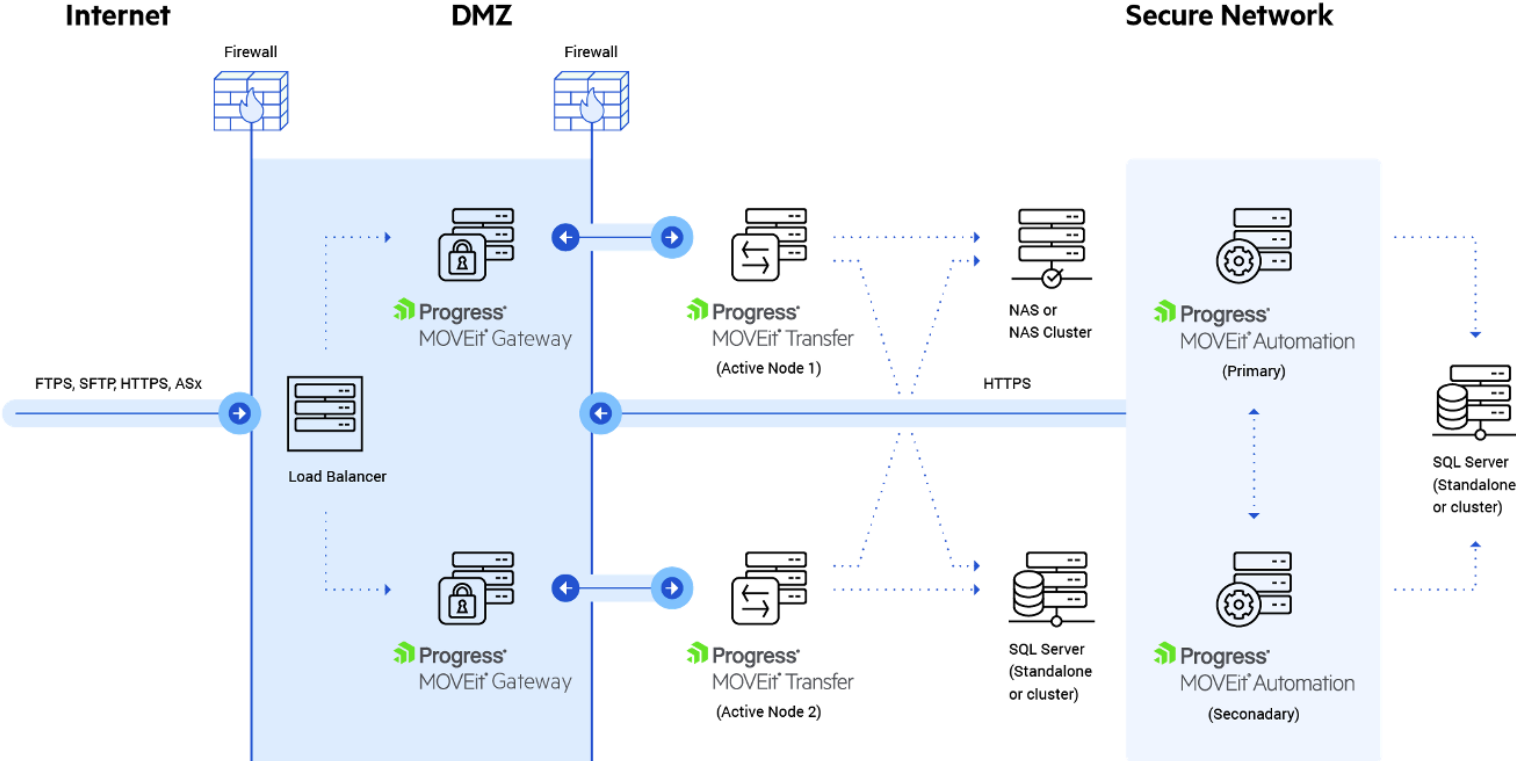 Internet
DMZ
Secure Network
Firewall
Firewall
Progress®
MOVEit® Gateway
Progress®
MOVEit® Transfer
(Active Node 1)
NAS or
NAS Cluster
Progress®
MOVEit® Automation
(Primary)
FTPS, SFTP, HTTPS, ASx
HTTPS
Load Balancer
SQL Server
(Standalone
or cluster)
Progress®
MOVEit® Gateway
Progress®
MOVEit® Transfer
(Active Node 2)
SQL Server
(Standalone
or cluster)
Progress®
MOVEit® Automation
(Seconadary)